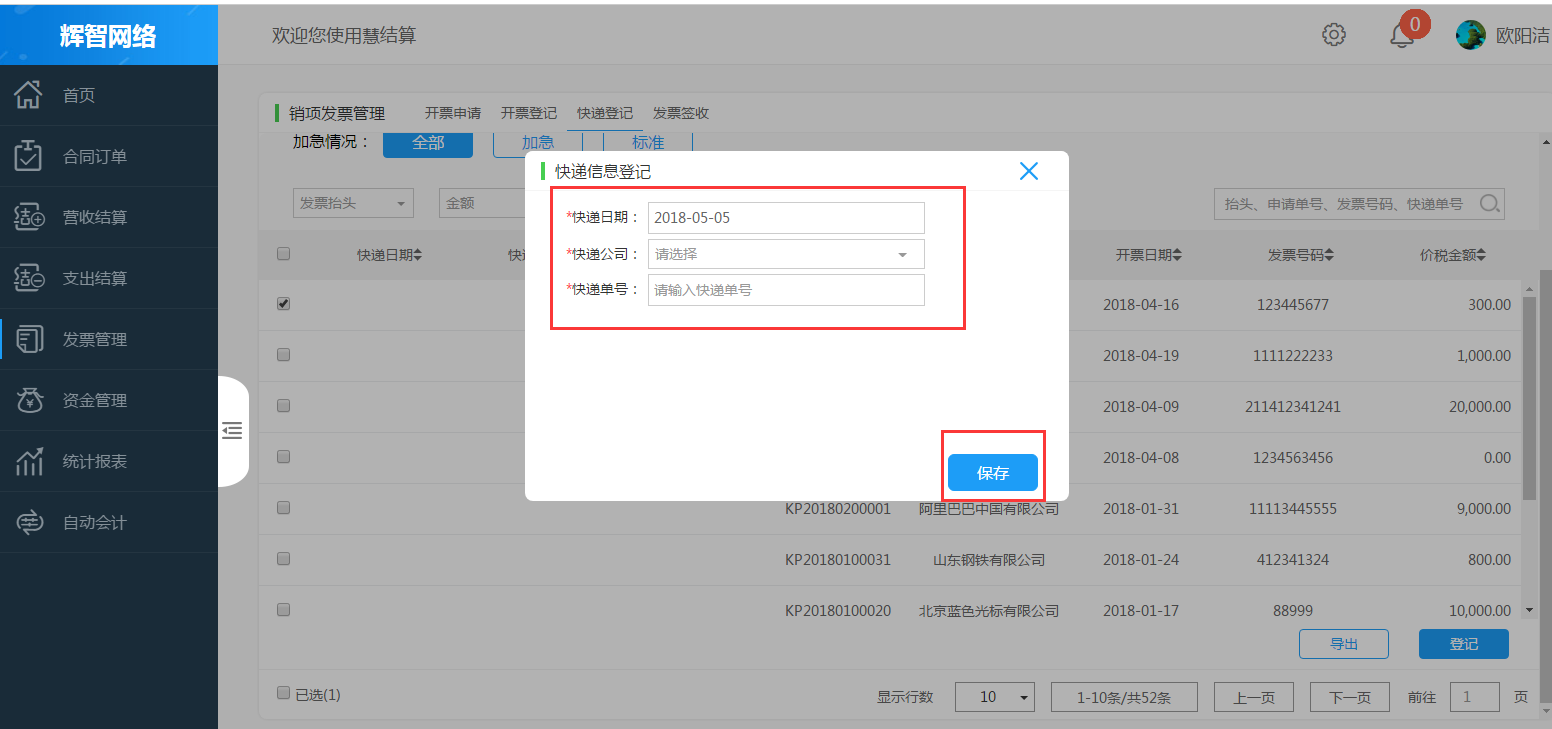 辉智网络
欢迎您使用慧结算
0
欧阳洁
首页
合同订单
营收结算
支出结算
发票管理
资金管理
统计报表
自动会计
销项发票管理 开票申请 开票登记 快递登记 发票签收
加急情况： 全部 加急 标准
发票抬头 金额 抬头、申请单号、发票号码、快递单号
快递信息登记
*快递日期： 2018-05-05
*快递公司： 请选择
*快递单号： 请输入快递单号
保存
快递日期 快 开票日期 发票号码 价税金额
2018-04-16 123445677 300.00
2018-04-19 1111222233 1,000.00
2018-04-09 211412341241 20,000.00
2018-04-08 1234563456 0.00
KP20180200001 阿里巴巴中国有限公司 2018-01-31 11113445555 9,000.00
KP20180100031 山东钢铁有限公司 2018-01-24 412341324 800.00
KP20180100020 北京蓝色光标有限公司 2018-01-17 88999 10,000.00
导出 登记
已选(1) 显示行数 10 1-10条/共52条 上一页 下一页 前往 1 页